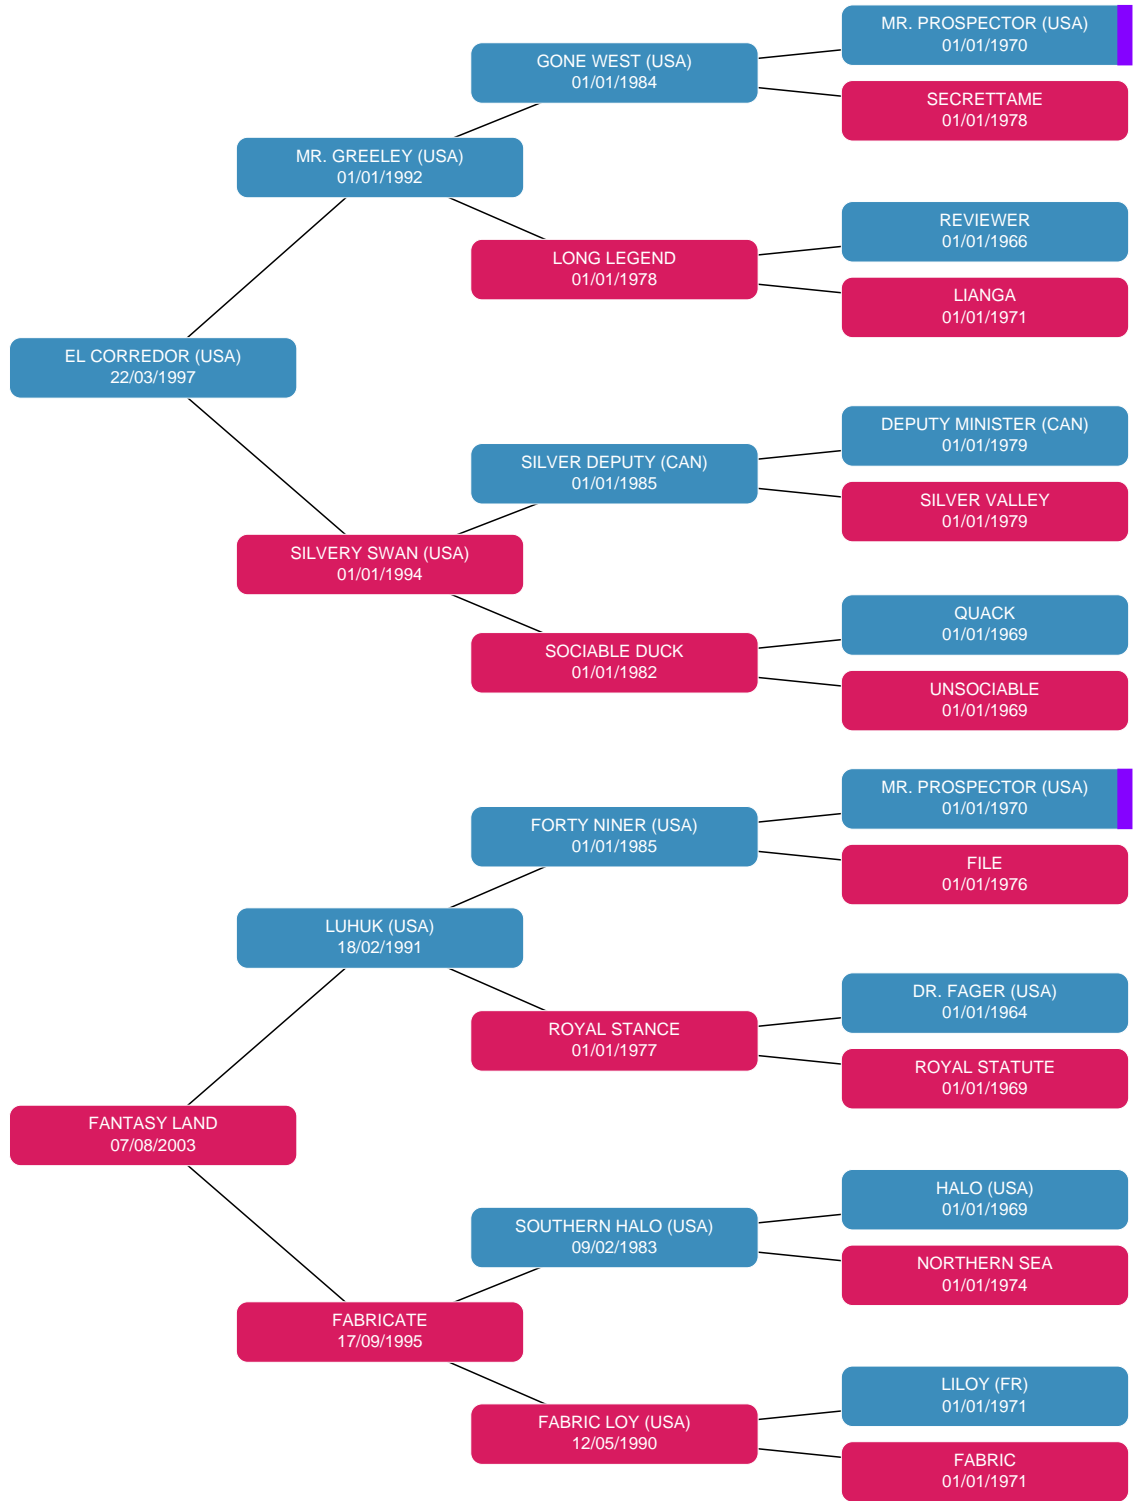 MR. PROSPECTOR (USA)
01/01/1970
GONE WEST (USA)
01/01/1984
SECRETTAME
01/01/1978
MR. GREELEY (USA)
01/01/1992
REVIEWER
01/01/1966
LONG LEGEND
01/01/1978
LIANGA
01/01/1971
EL CORREDOR (USA)
22/03/1997
DEPUTY MINISTER (CAN)
01/01/1979
SILVER DEPUTY (CAN)
01/01/1985
SILVER VALLEY
01/01/1979
SILVERY SWAN (USA)
01/01/1994
QUACK
01/01/1969
SOCIABLE DUCK
01/01/1982
UNSOCIABLE
01/01/1969
MR. PROSPECTOR (USA)
01/01/1970
FORTY NINER (USA)
01/01/1985
FILE
01/01/1976
LUHUK (USA)
18/02/1991
DR. FAGER (USA)
01/01/1964
ROYAL STANCE
01/01/1977
ROYAL STATUTE
01/01/1969
FANTASY LAND
07/08/2003
HALO (USA)
01/01/1969
SOUTHERN HALO (USA)
09/02/1983
NORTHERN SEA
01/01/1974
FABRICATE
17/09/1995
LILOY (FR)
01/01/1971
FABRIC LOY (USA)
12/05/1990
FABRIC
01/01/1971